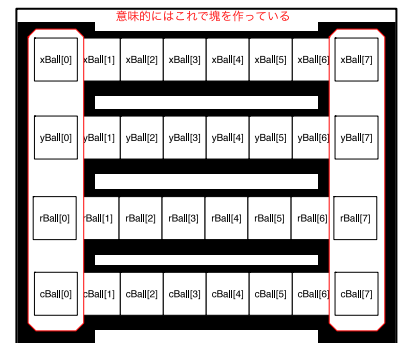 意味的にはこれで塊を作っている
xBall[0] xBall[1] xBall[2] xBall[3] xBall[4] xBall[5] xBall[6] xBall[7]
yBall[0] yBall[1] yBall[2] yBall[3] yBall[4] yBall[5] yBall[6] yBall[7]
rBall[0] rBall[1] rBall[2] rBall[3] rBall[4] rBall[5] rBall[6] rBall[7]
cBall[0] cBall[1] cBall[2] cBall[3] cBall[4] cBall[5] cBall[6] cBall[7]